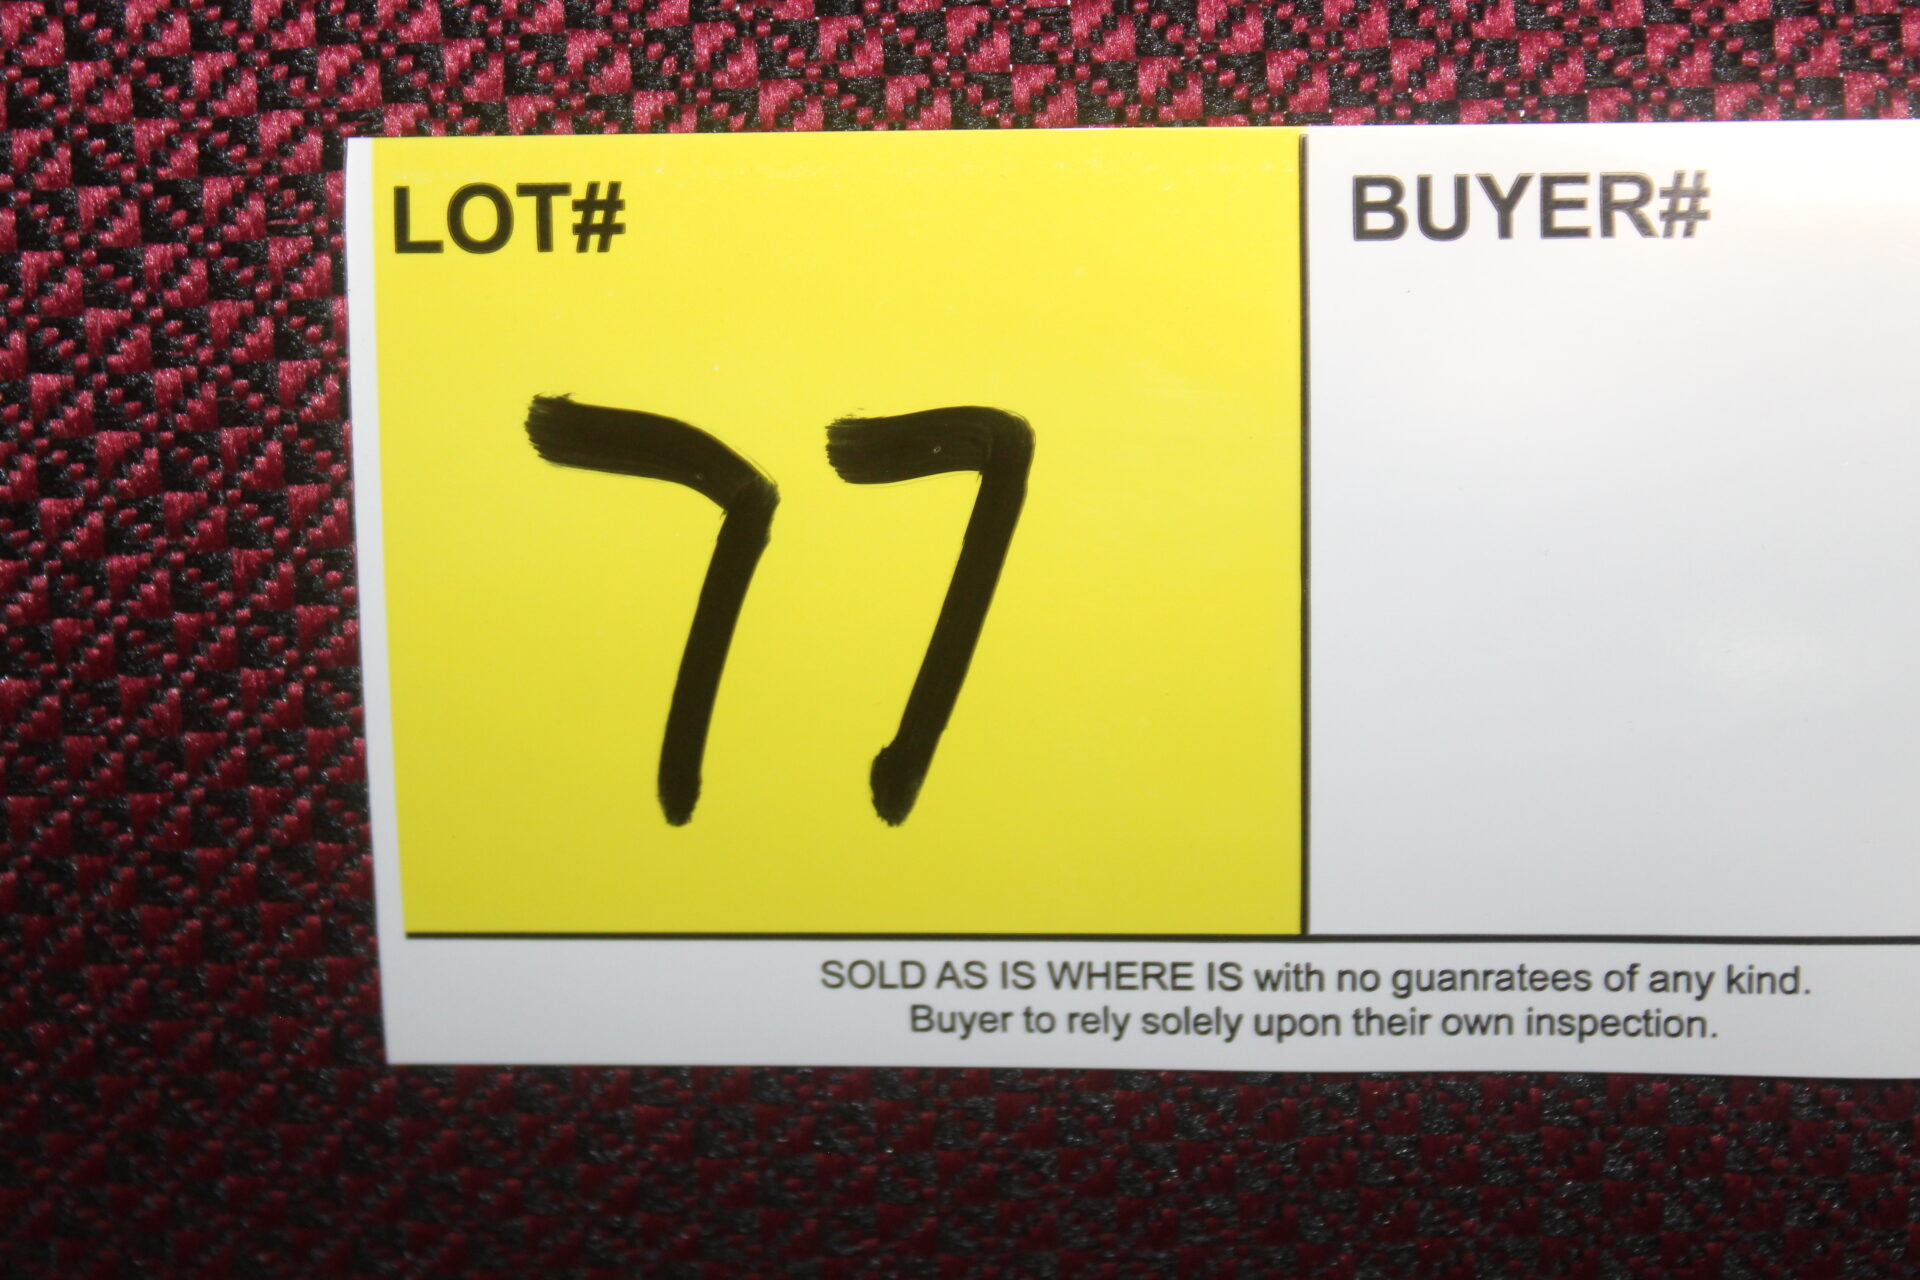 LOT#
BUYER#
77
SOLD AS IS WHERE IS with no guanratees of any kind.
Buyer to rely solely upon their own inspection.